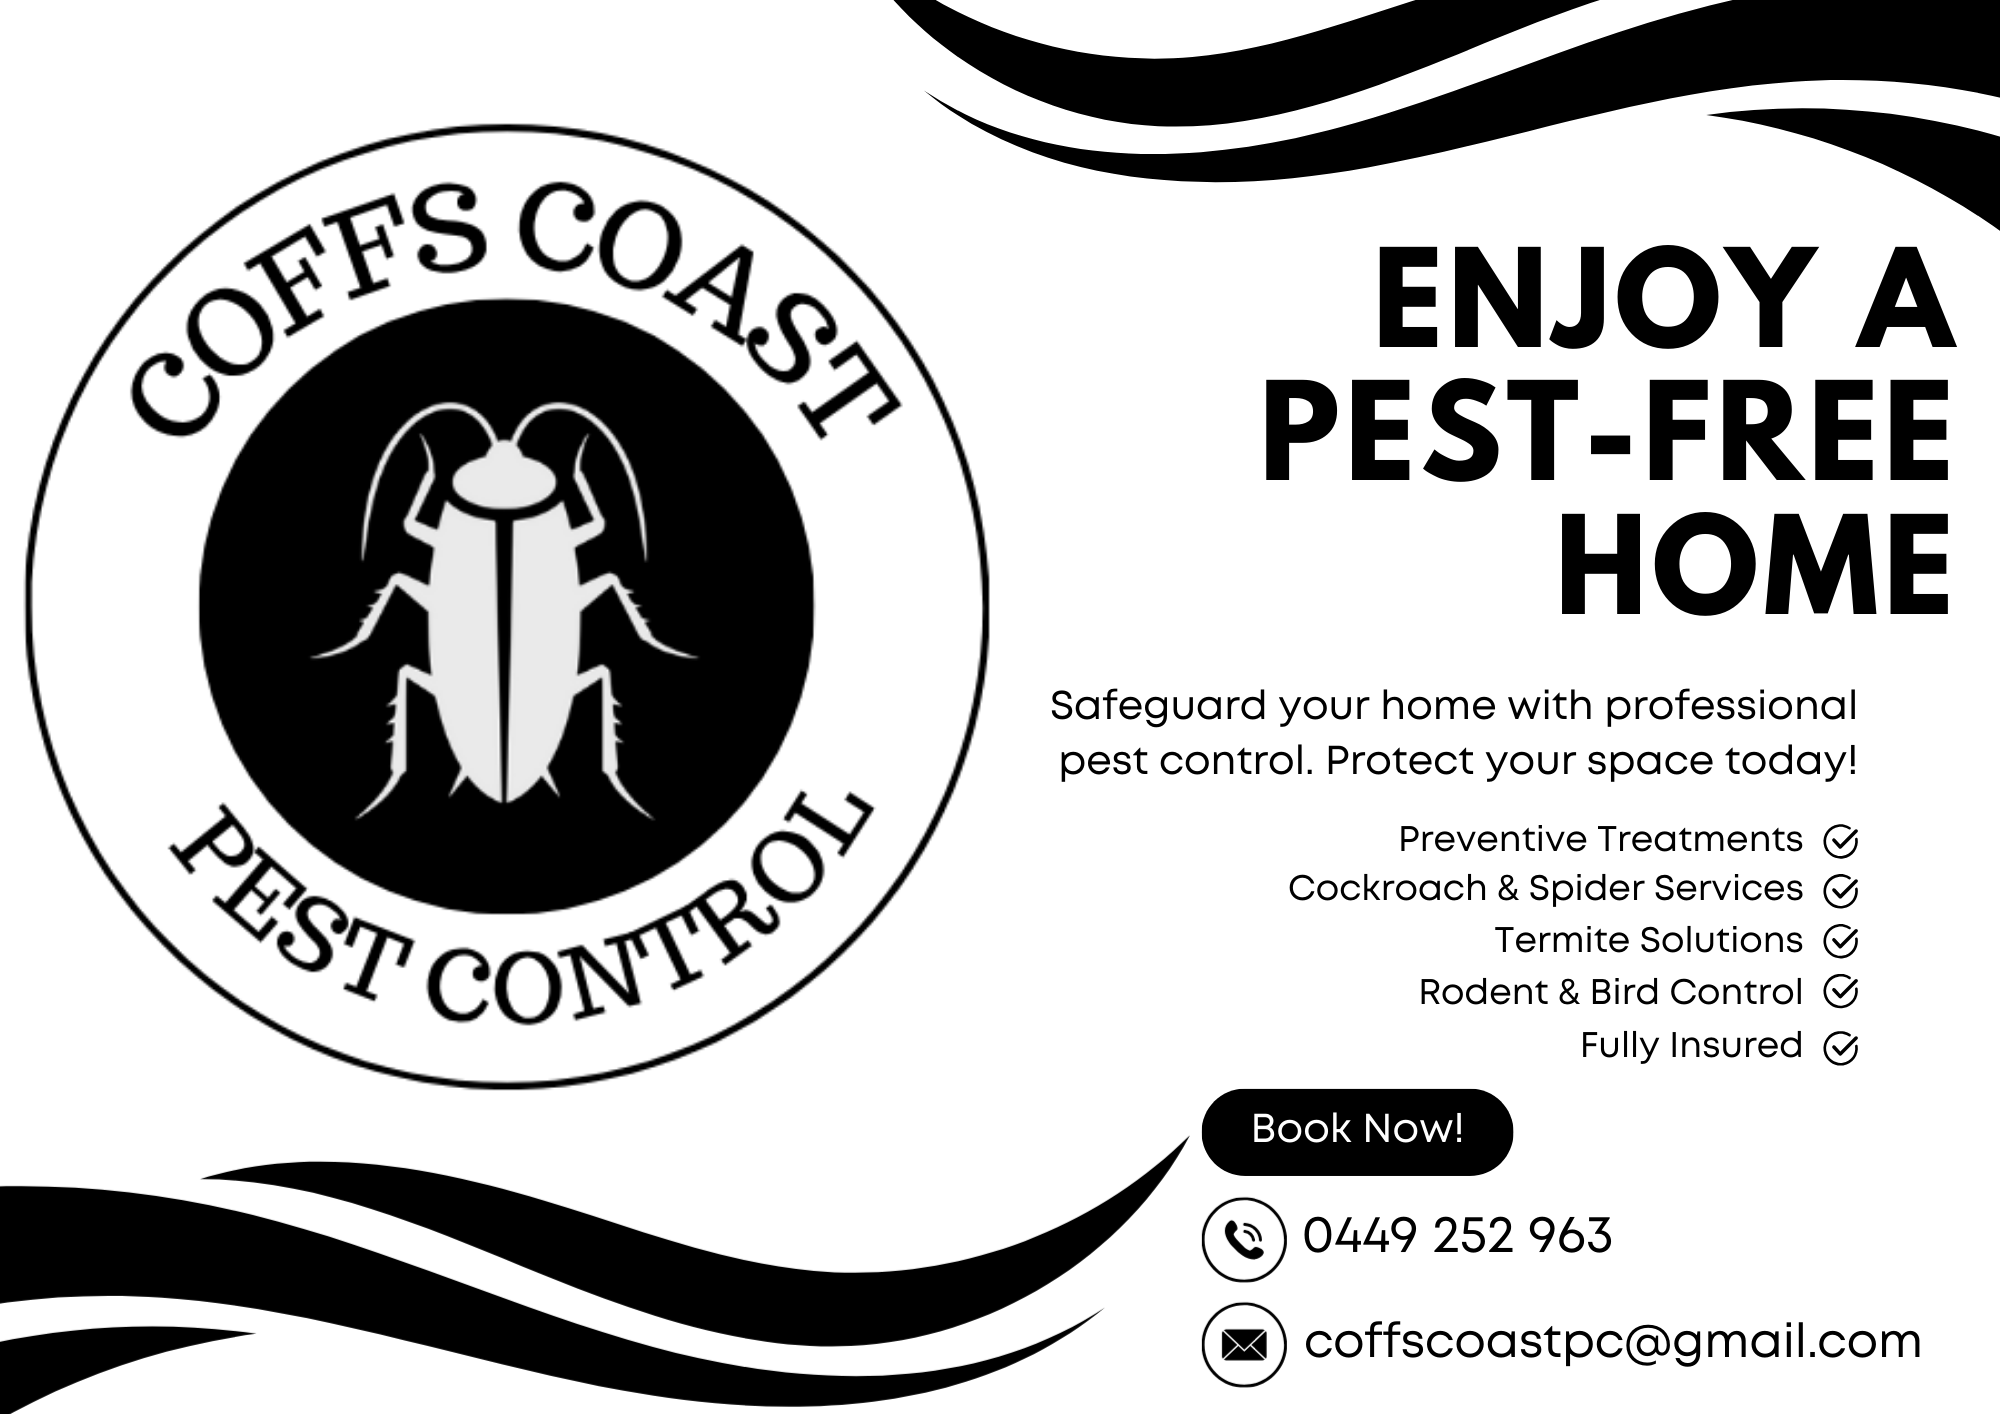 COFFS COAST
PEST CONTROL
ENJOY A
PEST-FREE
HOME
Safeguard your home with professional
pest control. Protect your space today!
Preventive Treatments
Cockroach & Spider Services
Termite Solutions
Rodent & Bird Control
Fully Insured
Book Now!
0449 252 963
coffscoastpc@gmail.com